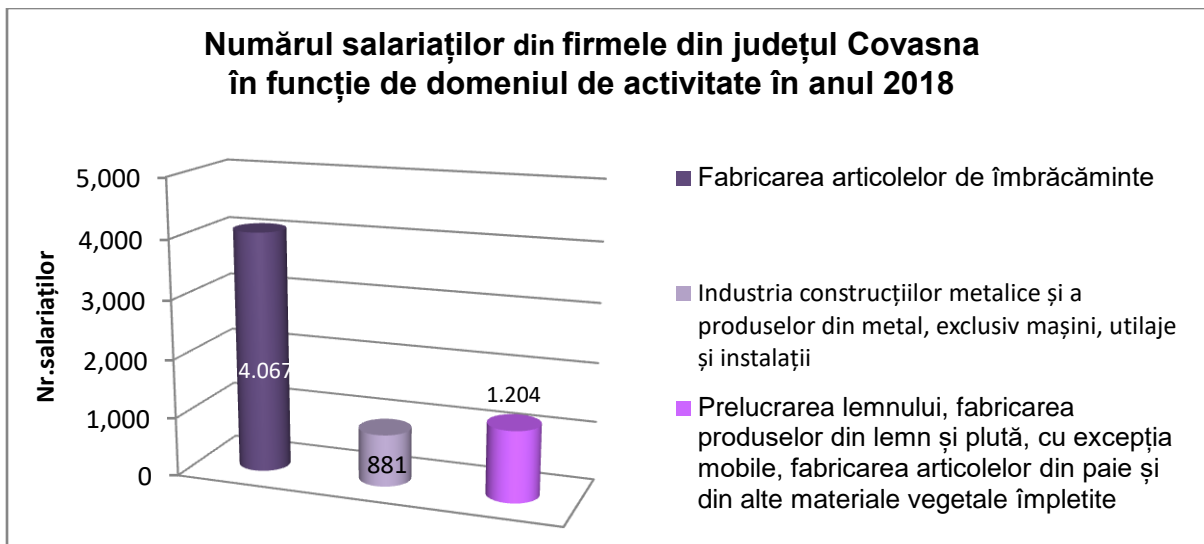 Numărul salariaților din firmele din județul Covasna
în funcție de domeniul de activitate în anul 2018
Nr.salariaților
5,000
4,000
3,000
2,000
1,000
0
4.067
881
1.204
Fabricarea articolelor de îmbrăcăminte
Industria construcțiilor metalice și a
produselor din metal, exclusiv mașini, utilaje
și instalații
Prelucrarea lemnului, fabricarea
produselor din lemn și plută, cu excepția
mobile, fabricarea articolelor din paie și
din alte materiale vegetale împletite